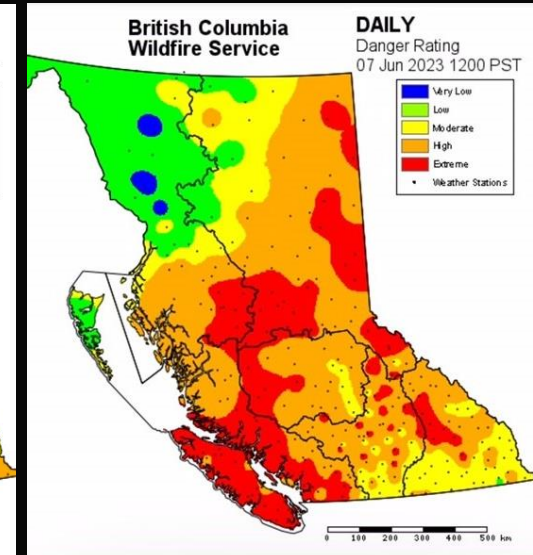 British Columbia
Wildfire Service
DAILY
Danger Rating
07 Jun 2023 1200 PST
Very Low
Low
Moderate
High
Extreme
Weather Stations
0 100 200 300 400 500 km